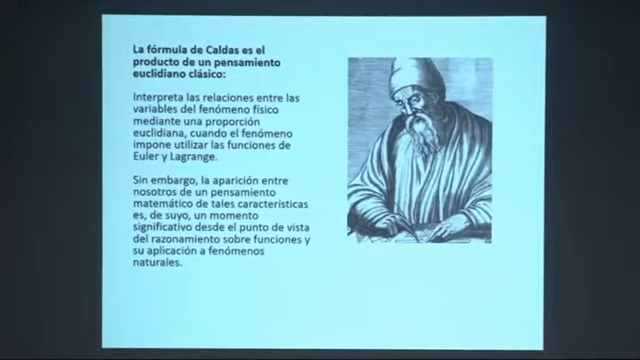 La fórmula de Caldas es el
producto de un pensamiento
euclidiano clásico:
Interpreta las relaciones entre las
variables del fenómeno físico
mediante una proporción
euclidiana, cuando el fenómeno
impone utilizar las funciones de
Euler y Lagrange.
Sin embargo, la aparición entre
nosotros de un pensamiento
matemático de tales características
es, de suyo, un momento
significativo desde el punto de vista
del razonamiento sobre funciones y
su aplicación a fenómenos
naturales.